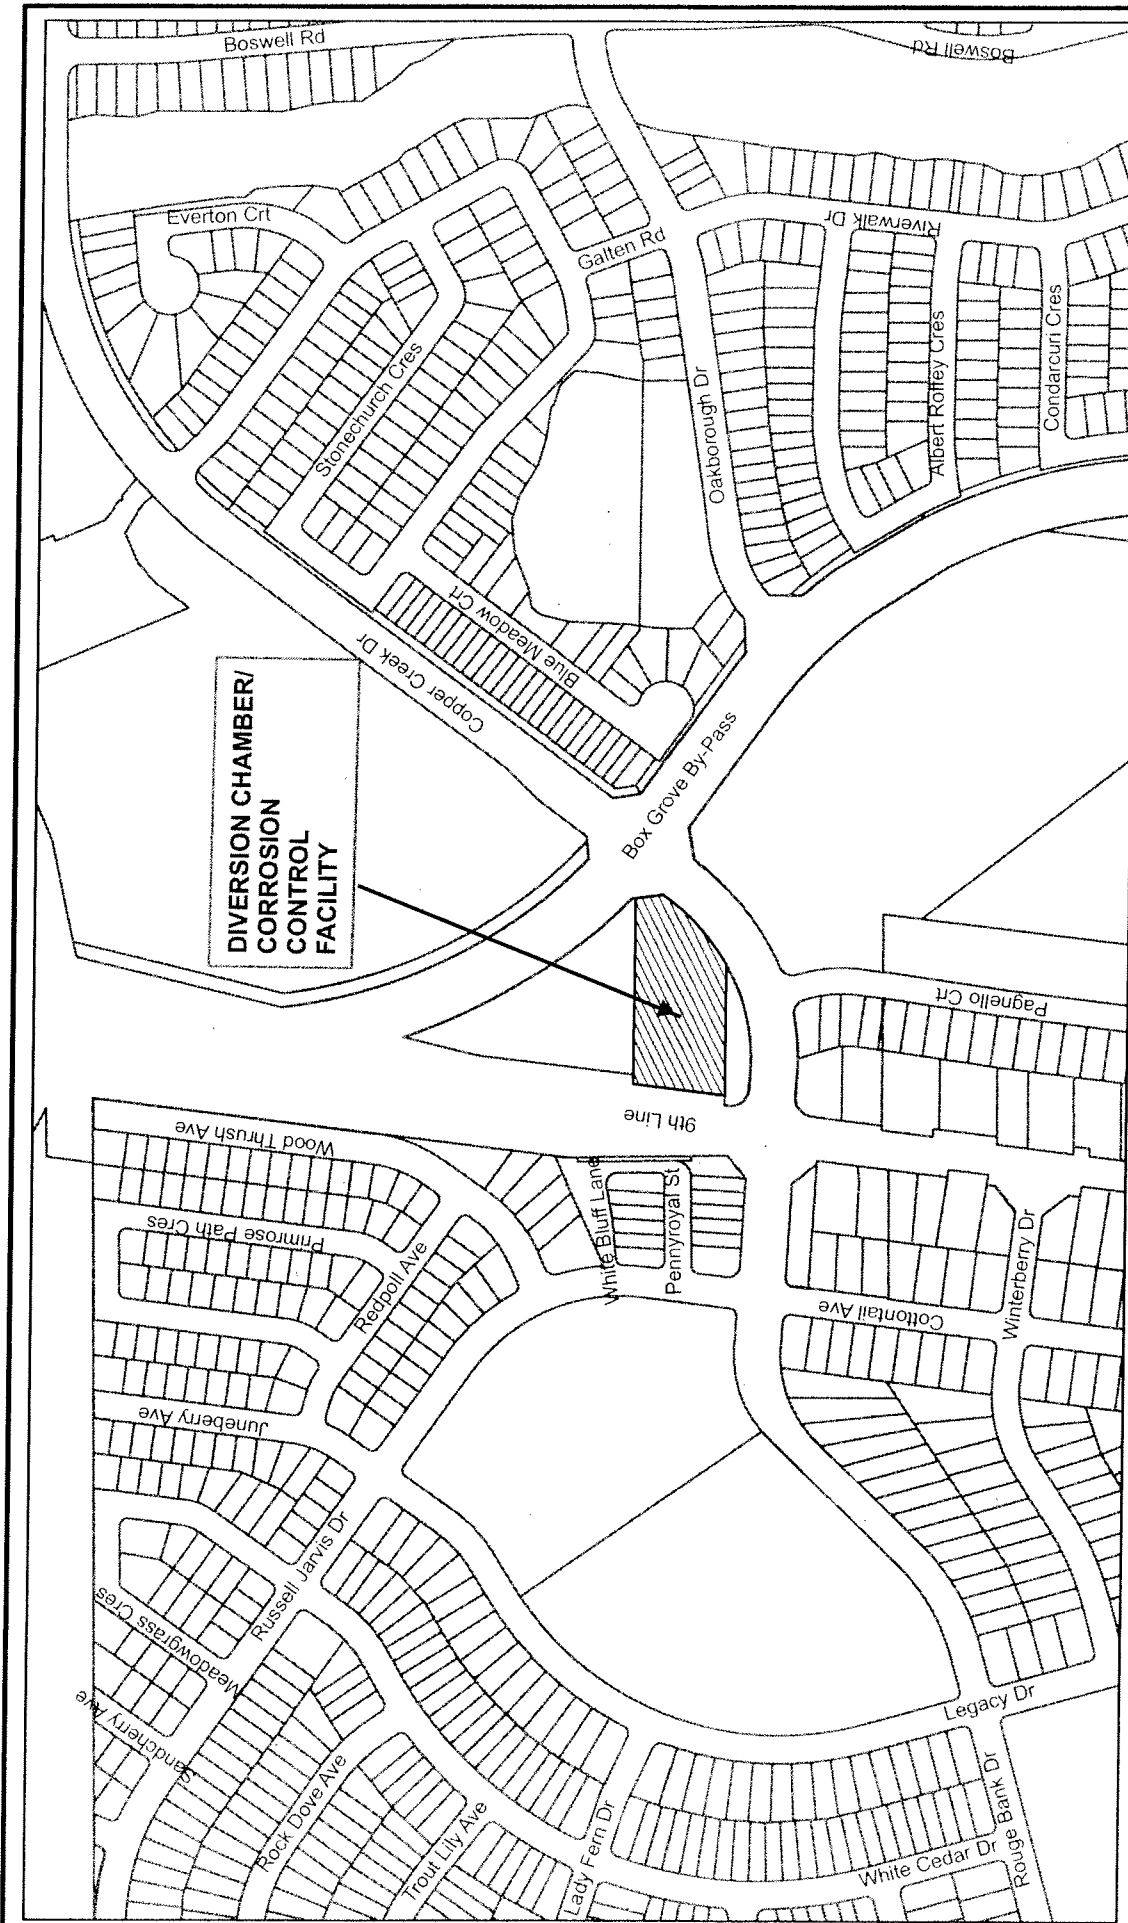 Boswell Rd
Boswell Rd
Everton Crt
Riverwalk Dr
Galten Rd
Condarcuri Cres
Albert Roffey Cres
Stonechurch Cres
Oakborough Dr
Blue Meadow Crt
Copper Creek Dr
DIVERSION CHAMBER/
CORROSION
CONTROL
FACILITY
Box Grove By-Pass
Pagnello Crt
9th Line
Wood Thrush Ave
White Bluff Lane
Pennyroyal St
Primrose Path Cres
Redpoll Ave
Winterberry Dr
Cottontail Ave
Juneberry Ave
Russell Jarvis Dr
Meadowgrass Cres
Sandcherry Ave
Legacy Dr
Rock Dove Ave
Trout Lilly Ave
Lady Fern Dr
White Cedar Dr
Rouge Bank Dr